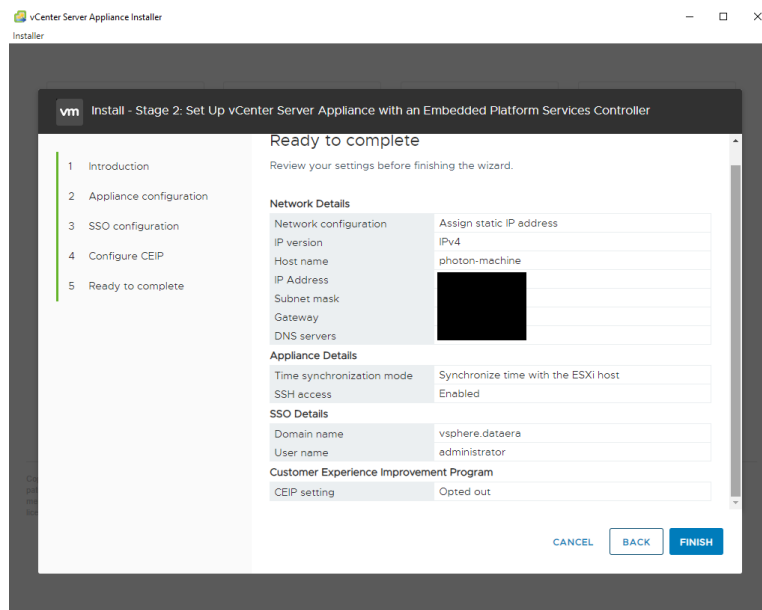 vCenter Server Appliance Installer
Installer
vm Install - Stage 2: Set Up vCenter Server Appliance with an Embedded Platform Services Controller
1 Introduction
2 Appliance configuration
3 SSO configuration
4 Configure CEIP
5 Ready to complete
Ready to complete
Review your settings before finishing the wizard.
Network Details
Network configuration Assign static IP address
IP version IPv4
Host name photon-machine
IP Address
Subnet mask
Gateway
DNS servers
Appliance Details
Time synchronization mode Synchronize time with the ESXi host
SSH access Enabled
SSO Details
Domain name vsphere.dataera
User name administrator
Customer Experience Improvement Program
CEIP setting Opted out
CANCEL BACK FINISH